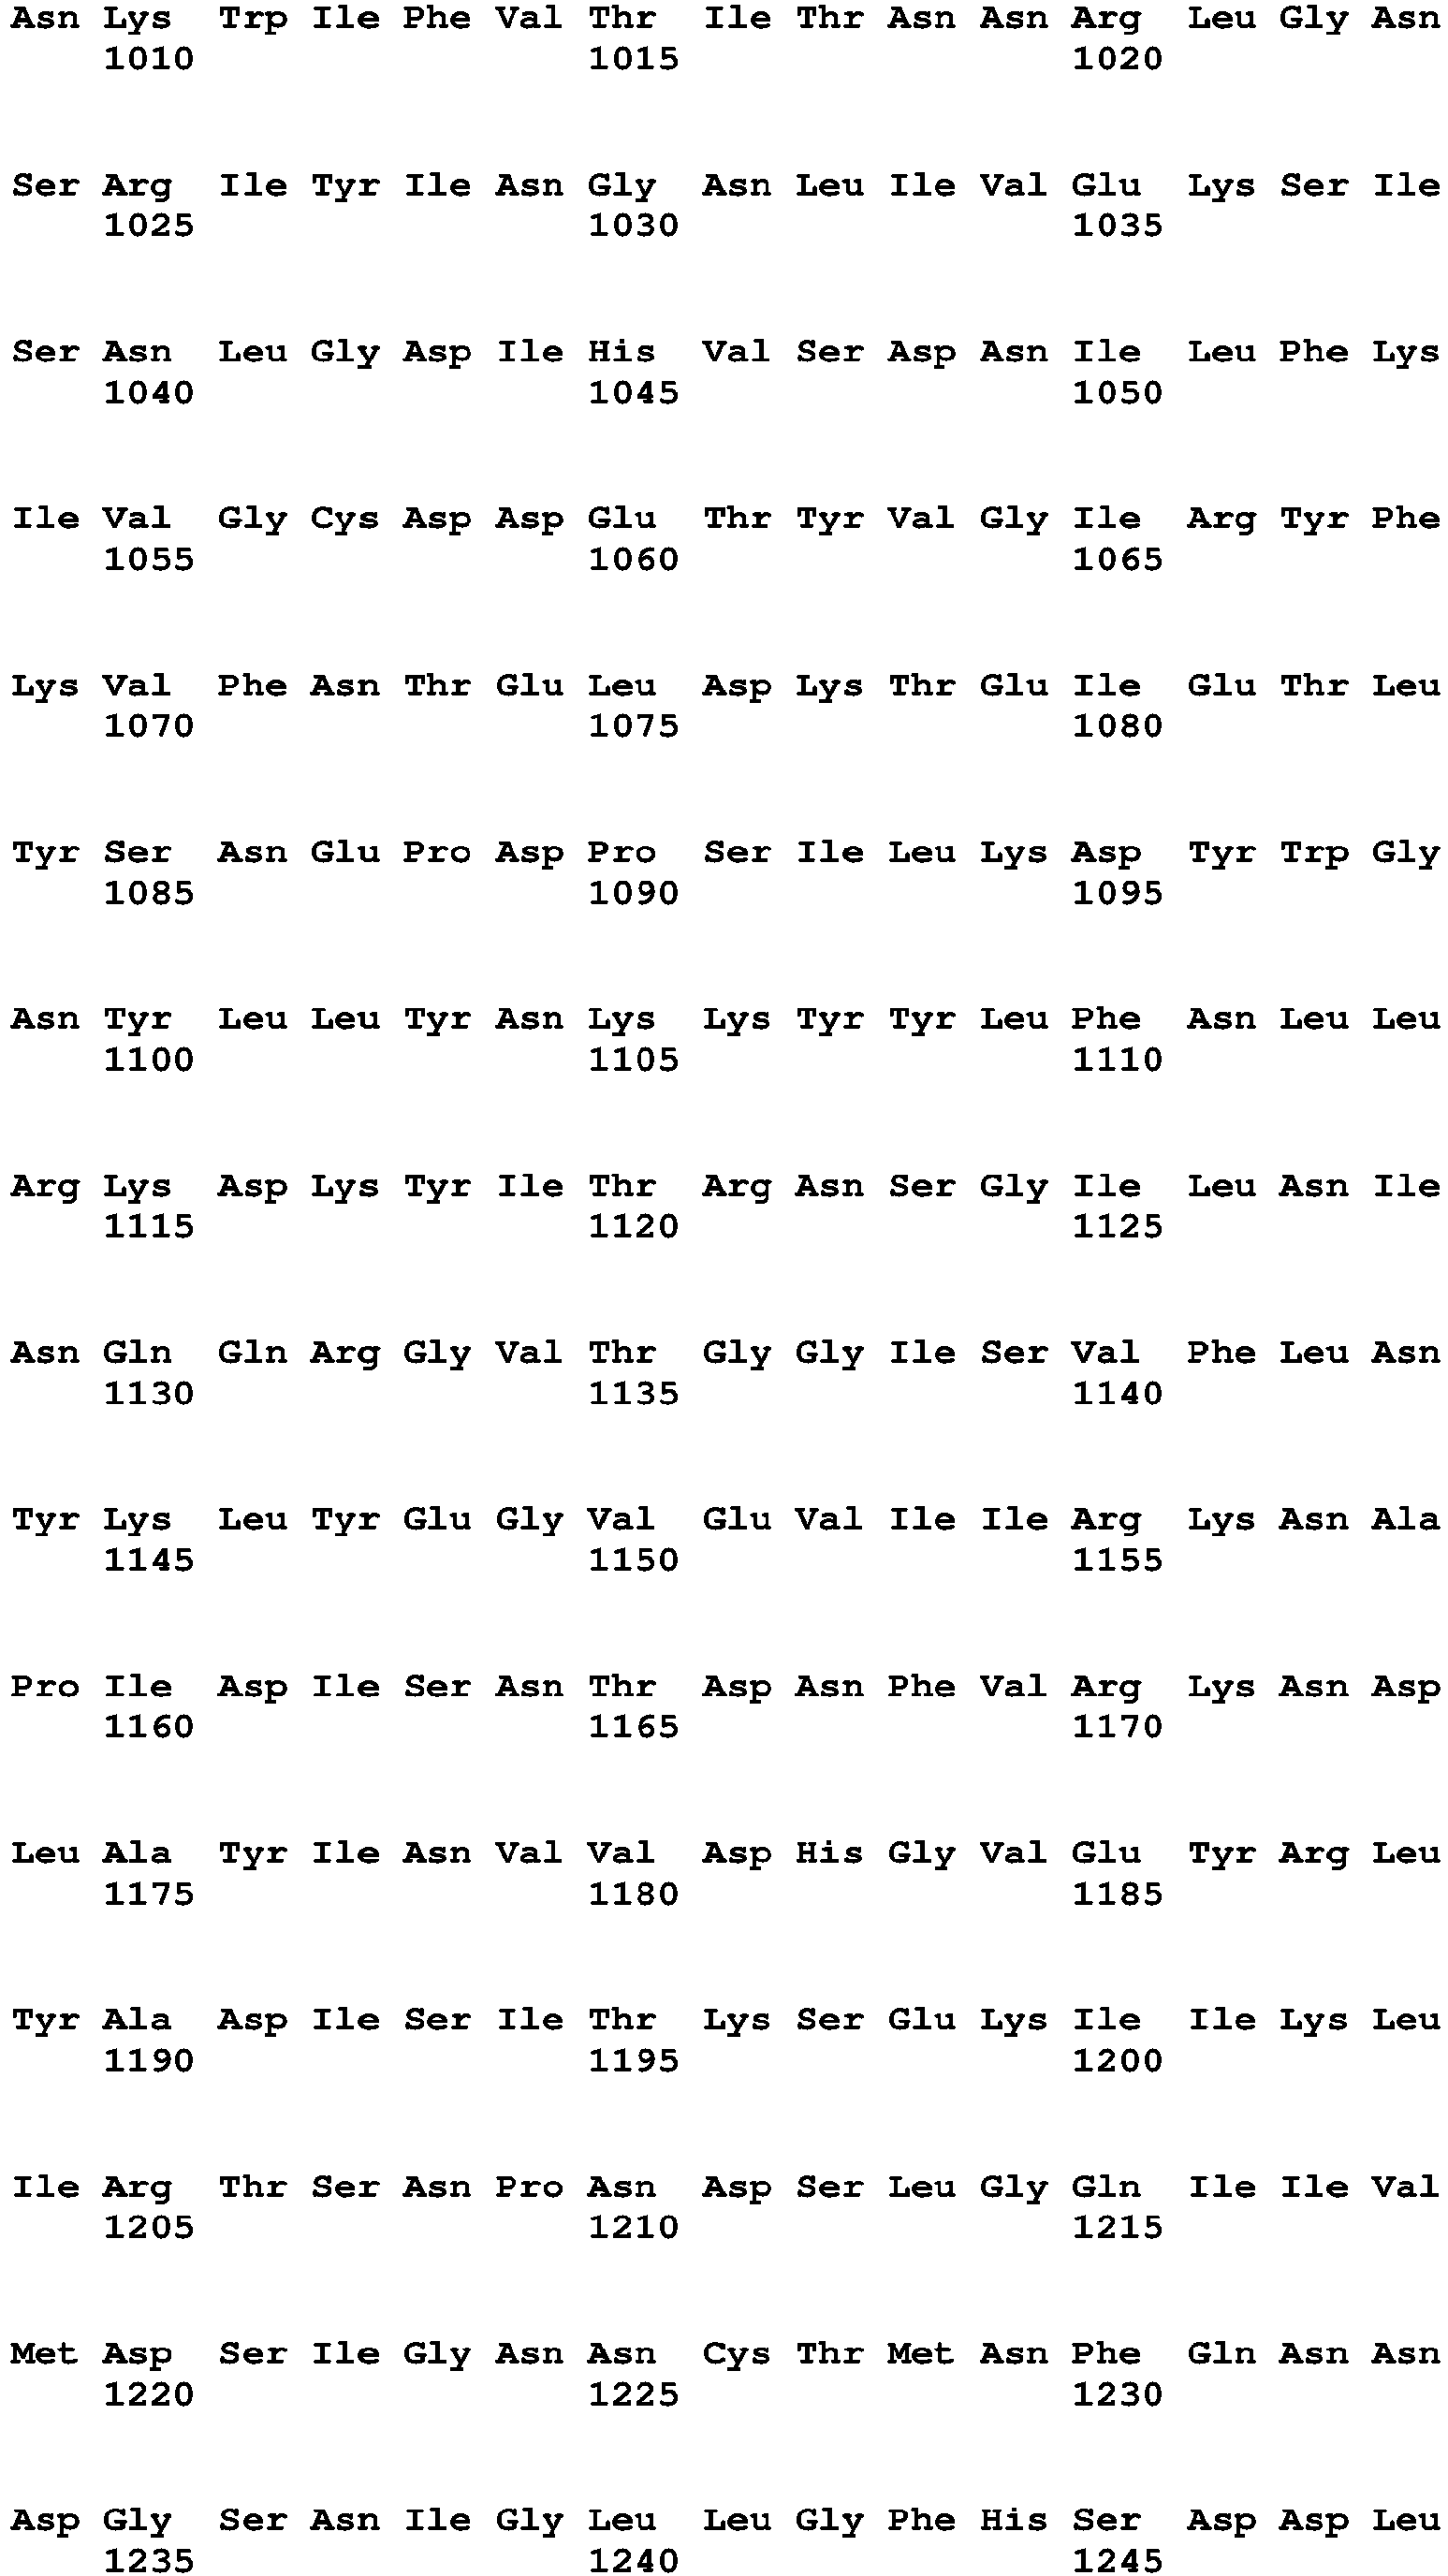 Asn Lys Trp Ile Phe Val Thr Ile Thr Asn Asn Arg Leu Gly Asn
1010 1015 1020
Ser Arg Ile Tyr Ile Asn Gly Asn Leu Ile Val Glu Lys Ser Ile
1025 1030 1035
Ser Asn Leu Gly Asp Ile His Val Ser Asp Asn Ile Leu Phe Lys
1040 1045 1050
Ile Val Gly Cys Asp Asp Glu Thr Tyr Val Gly Ile Arg Tyr Phe
1055 1060 1065
Lys Val Phe Asn Thr Glu Leu Asp Lys Thr Glu Ile Glu Thr Leu
1070 1075 1080
Tyr Ser Asn Glu Pro Asp Pro Ser Ile Leu Lys Asp Tyr Trp Gly
1085 1090 1095
Asn Tyr Leu Leu Tyr Asn Lys Lys Tyr Tyr Leu Phe Asn Leu Leu
1100 1105 1110
Arg Lys Asp Lys Tyr Ile Thr Arg Asn Ser Gly Ile Leu Asn Ile
1115 1120 1125
Asn Gln Gln Arg Gly Val Thr Gly Gly Ile Ser Val Phe Leu Asn
1130 1135 1140
Tyr Lys Leu Tyr Glu Gly Val Glu Val Ile Ile Arg Lys Asn Ala
1145 1150 1155
Pro Ile Asp Ile Ser Asn Thr Asp Asn Phe Val Arg Lys Asn Asp
1160 1165 1170
Leu Ala Tyr Ile Asn Val Val Asp His Gly Val Glu Tyr Arg Leu
1175 1180 1185
Tyr Ala Asp Ile Ser Ile Thr Lys Ser Glu Lys Ile Ile Lys Leu
1190 1195 1200
Ile Arg Thr Ser Asn Pro Asn Asp Ser Leu Gly Gln Ile Ile Val
1205 1210 1215
Met Asp Ser Ile Gly Asn Asn Cys Thr Met Asn Phe Gln Asn Asn
1220 1225 1230
Asp Gly Ser Asn Ile Gly Leu Leu Gly Phe His Ser Asp Asp Leu
1235 1240 1245